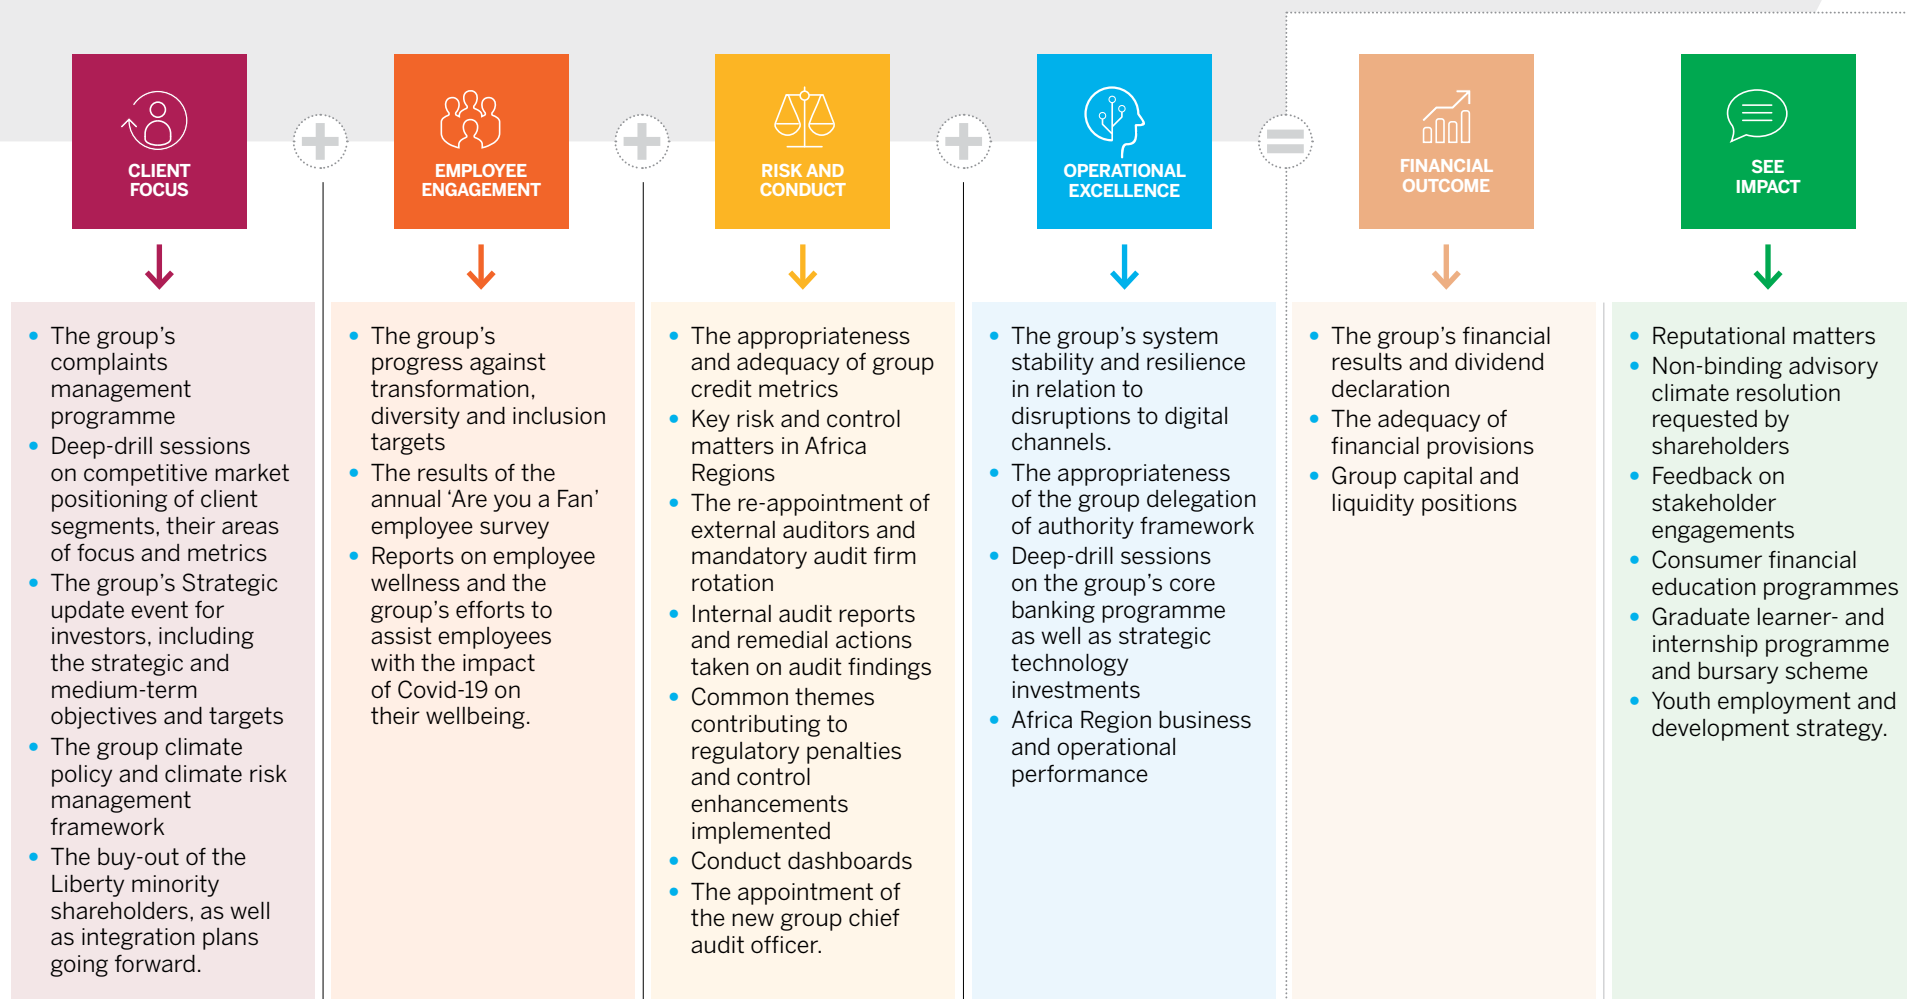 CLIENT
FOCUS
EMPLOYEE
ENGAGEMENT
RISK AND
CONDUCT
OPERATIONAL
EXCELLENCE
FINANCIAL
OUTCOME
SEE
IMPACT
• The group’s
complaints
management
programme
• Deep-drill sessions
on competitive market
positioning of client
segments, their areas
of focus and metrics
• The group’s Strategic
update event for
investors, including
the strategic and
medium-term
objectives and targets
• The group climate
policy and climate risk
management
framework
• The buy-out of the
Liberty minority
shareholders, as well
as integration plans
going forward.
• The group’s
progress against
transformation,
diversity and inclusion
targets
• The results of the
annual ‘Are you a Fan’
employee survey
• Reports on employee
wellness and the
group’s efforts to
assist employees
with the impact
of Covid-19 on
their wellbeing.
• The appropriateness
and adequacy of group
credit metrics
• Key risk and control
matters in Africa
Regions
• The re-appointment of
external auditors and
mandatory audit firm
rotation
• Internal audit reports
and remedial actions
taken on audit findings
• Common themes
contributing to
regulatory penalties
and control
enhancements
implemented
• Conduct dashboards
• The appointment of
the new group chief
audit officer.
• The group’s system
stability and resilience
in relation to
disruptions to digital
channels.
• The appropriateness
of the group delegation
of authority framework
• Deep-drill sessions
on the group’s core
banking programme
as well as strategic
technology
investments
• Africa Region business
and operational
performance
• The group’s financial
results and dividend
declaration
• The adequacy of
financial provisions
• Group capital and
liquidity positions
• Reputational matters
• Non-binding advisory
climate resolution
requested by
shareholders
• Feedback on
stakeholder
engagements
• Consumer financial
education programmes
• Graduate learner- and
internship programme
and bursary scheme
• Youth employment and
development strategy.